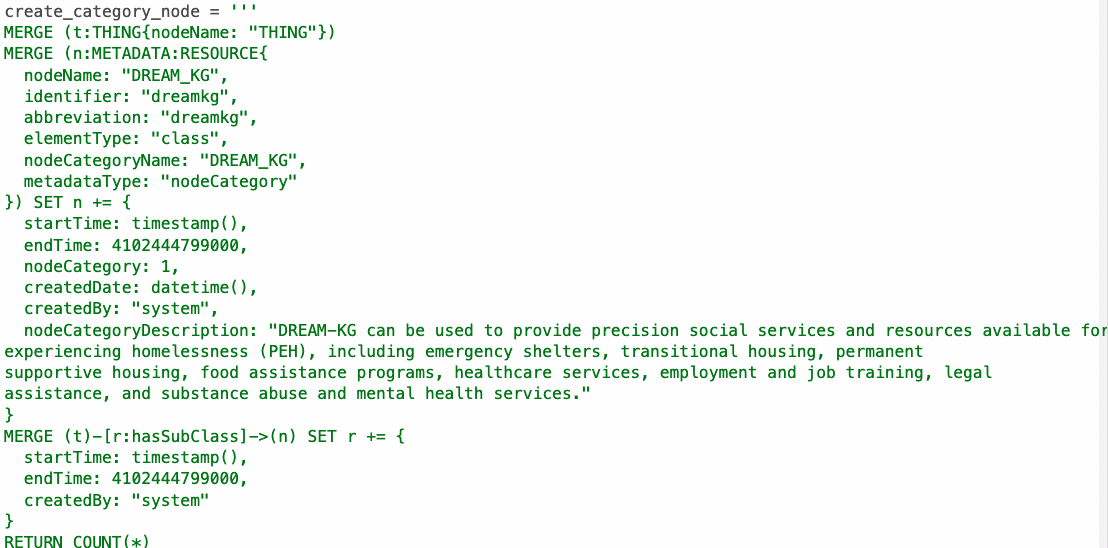 create_category_node = '''
MERGE (t:THING{nodeName: "THING"})
MERGE (n:METADATA:RESOURCE{
  nodeName: "DREAM_KG",
  identifier: "dreamkg",
  abbreviation: "dreamkg",
  elementType: "class",
  nodeCategoryName: "DREAM_KG",
  metadataType: "nodeCategory"
}) SET n += {
  startTime: timestamp(),
  endTime: 4102444799000,
  nodeCategory: 1,
  createdDate: datetime(),
  createdBy: "system",
  nodeCategoryDescription: "DREAM-KG can be used to provide precision social services and resources available for
experiencing homelessness (PEH), including emergency shelters, transitional housing, permanent
supportive housing, food assistance programs, healthcare services, employment and job training, legal
assistance, and substance abuse and mental health services."
}
MERGE (t)-[r:hasSubClass]->(n) SET r += {
  startTime: timestamp(),
  endTime: 4102444799000,
  createdBy: "system"
}
RETURN COUNT(*)